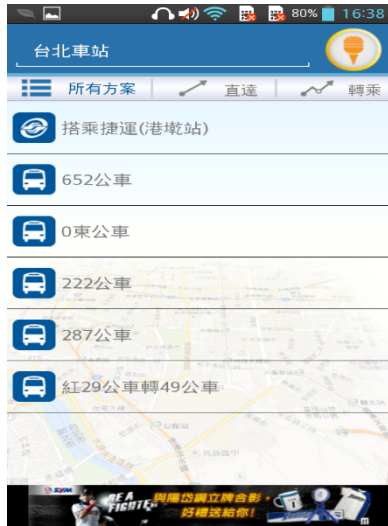 80% 16:38
台北車站
所有方案 直達 轉乘
搭乘捷運(港墘站)
652公車
0東公車
222公車
287公車
紅29公車轉49公車
SYM BE A FIGHTER 與陽岱鋼立牌合影，
好禮送給你!